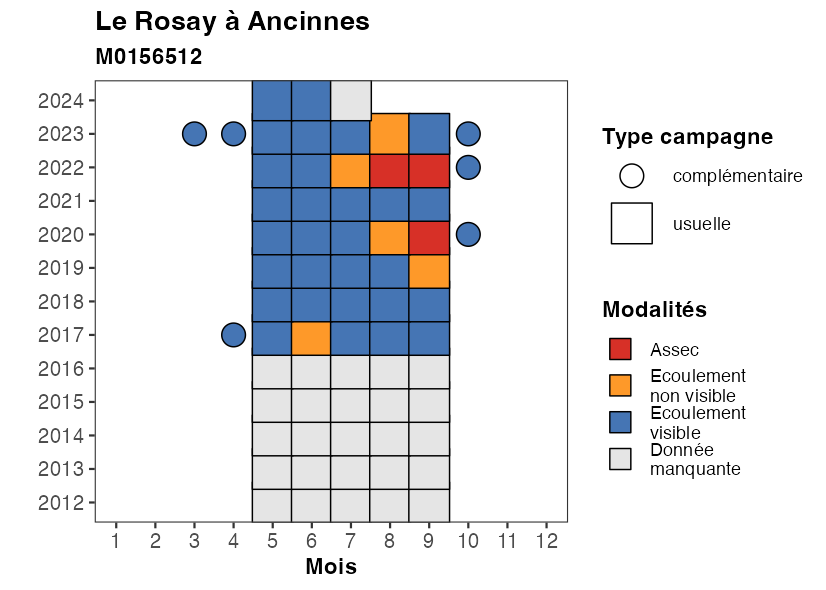 Le Rosay à Ancinnes
M0156512
2024
2023
2022
2021
2020
2019
2018
2017
2016
2015
2014
2013
2012
1 2 3 4 5 6 7 8 9 10 11 12
Mois
Type campagne
complémentaire
usuelle
Modalités
Assec
Ecoulement
non visible
Ecoulement
visible
Donnée
manquante